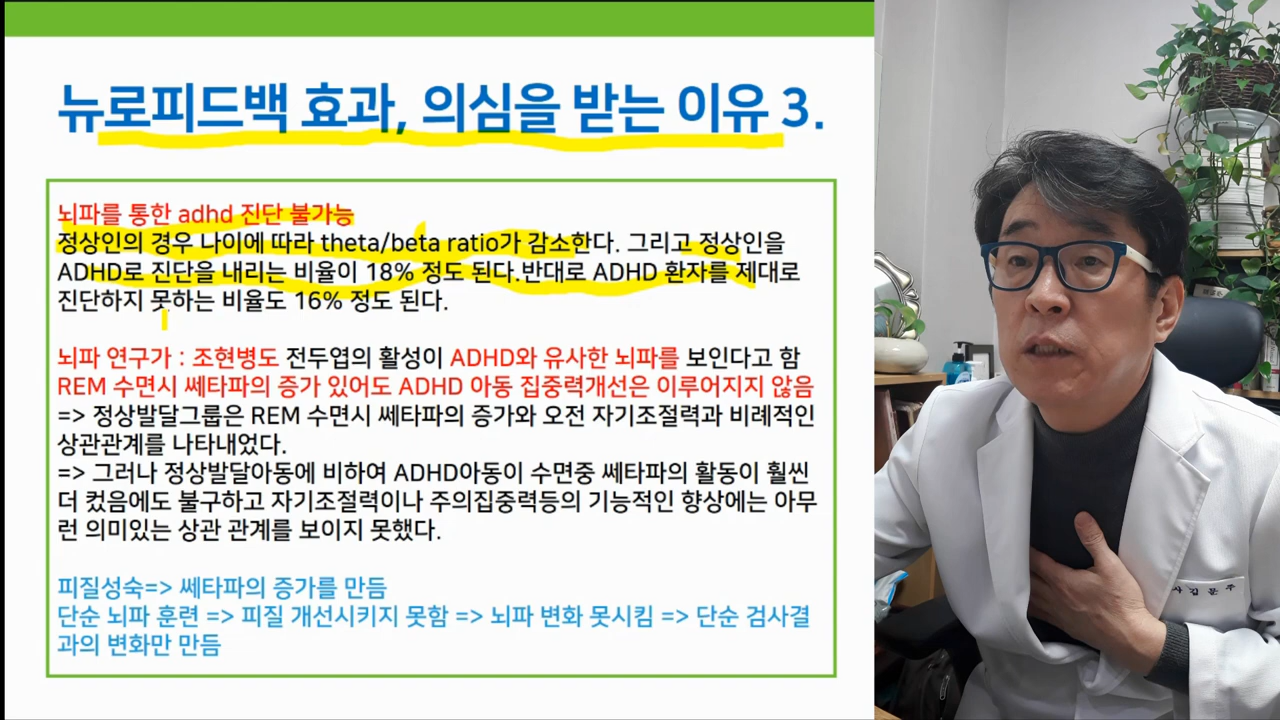 뉴로피드백 효과, 의심을 받는 이유 3.
뇌파를 통한 adhd 진단 불가능
정상인의 경우 나이에 따라 theta/beta ratio가 감소한다. 그리고 정상인을
ADHD로 진단을 내리는 비율이 18% 정도 된다.반대로 ADHD 환자를 제대로
진단하지 못하는 비율도 16% 정도 된다.
뇌파 연구가 : 조현병도 전두엽의 활성이 ADHD와 유사한 뇌파를 보인다고 함
REM 수면시 쎄타파의 증가 있어도 ADHD 아동 집중력개선은 이루어지지 않음
=> 정상발달그룹은 REM 수면시 쎄타파의 증가와 오전 자기조절력과 비례적인
상관관계를 나타내었다.
=> 그러나 정상발달아동에 비하여 ADHD아동이 수면중 쎄타파의 활동이 훨씬
더 컸음에도 불구하고 자기조절력이나 주의집중력등의 기능적인 향상에는 아무
런 의미있는 상관 관계를 보이지 못했다.
피질성숙=> 쎄타파의 증가를 만듬
단순 뇌파 훈련 => 피질 개선시키지 못함 => 뇌파 변화 못시킴 => 단순 검사결
과의 변화만 만듬
사김문주